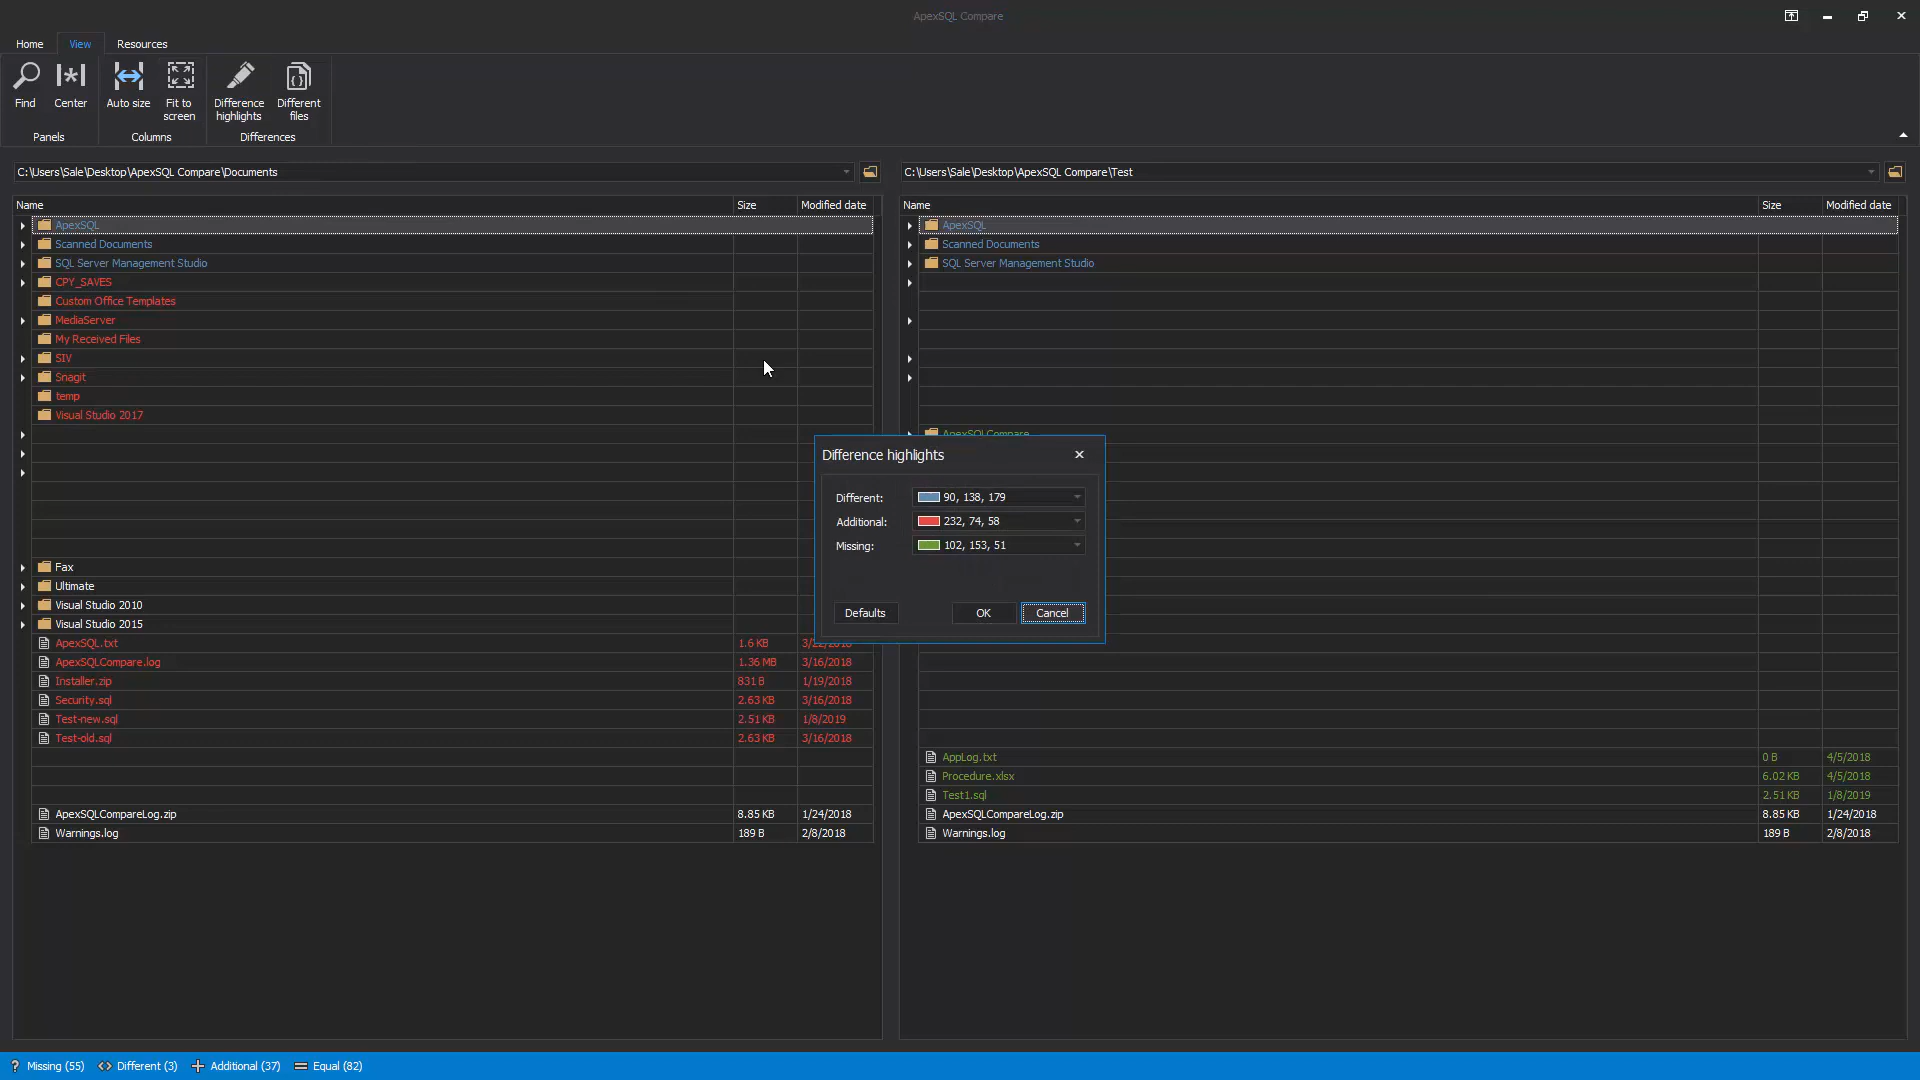 ApexSQL Compare
Home View Resources
Find Center Auto size Fit to screen Difference highlights Different files
Panels Columns Differences
C:\Users\Sale\Desktop\ApexSQL Compare\Documents
Name Size Modified date
ApexSQL
Scanned Documents
SQL Server Management Studio
CPY_SAVES
Custom Office Templates
MediaServer
My Received Files
SIV
Snagit
temp
Visual Studio 2017
Fax
Ultimate
Visual Studio 2010
Visual Studio 2015
ApexSQL.txt 1.6 KB 3/22/2018
ApexSQLCompare.log 1.36 MB 3/16/2018
Installer.zip 831 B 1/19/2018
Security.sql 2.63 KB 3/16/2018
Test-new.sql 2.51 KB 1/8/2019
Test-old.sql 2.63 KB 3/16/2018
ApexSQLCompareLog.zip 8.85 KB 1/24/2018
Warnings.log 189 B 2/8/2018
C:\Users\Sale\Desktop\ApexSQL Compare\Test
Name Size Modified date
ApexSQL
Scanned Documents
SQL Server Management Studio
ApexSQLCompare
AppLog.txt 0 B 4/5/2018
Procedure.xlsx 6.02 KB 4/5/2018
Test1.sql 2.51 KB 1/8/2019
ApexSQLCompareLog.zip 8.85 KB 1/24/2018
Warnings.log 189 B 2/8/2018
Difference highlights
Different: 90, 138, 179
Additional: 232, 74, 58
Missing: 102, 153, 51
Defaults OK Cancel
? Missing (55) <> Different (3) + Additional (37) = Equal (82)